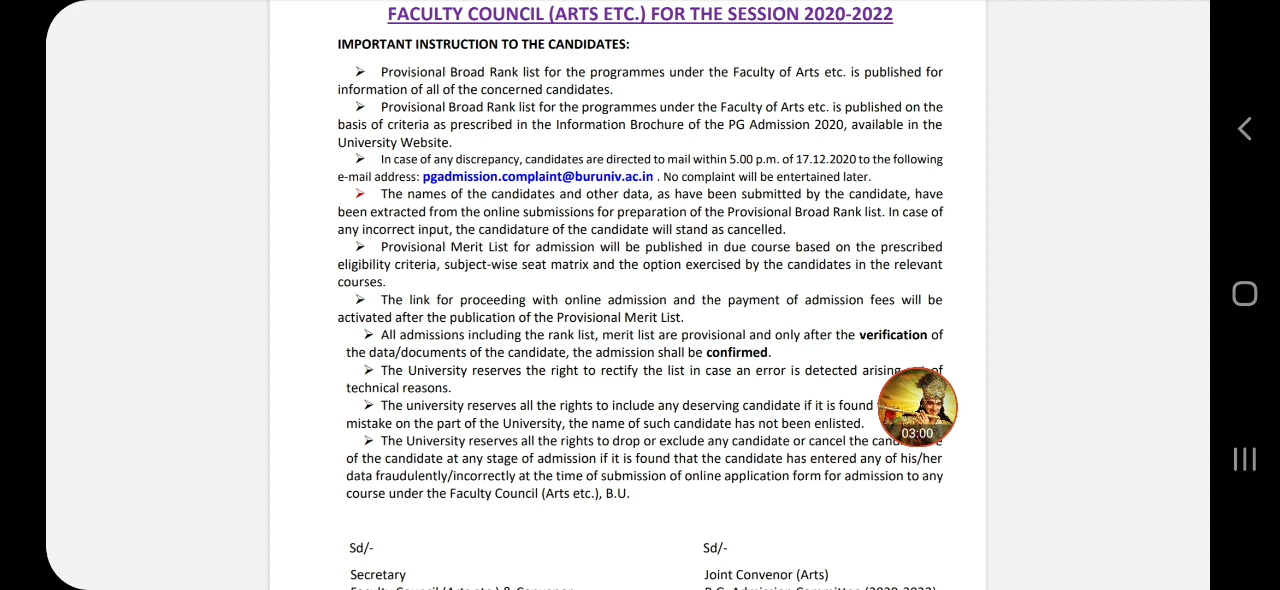 FACULTY COUNCIL (ARTS ETC.) FOR THE SESSION 2020-2022
IMPORTANT INSTRUCTION TO THE CANDIDATES:
➢ Provisional Broad Rank list for the programmes under the Faculty of Arts etc. is published for
information of all of the concerned candidates.
➢ Provisional Broad Rank list for the programmes under the Faculty of Arts etc. is published on the
basis of criteria as prescribed in the Information Brochure of the PG Admission 2020, available in the
University Website.
➢ In case of any discrepancy, candidates are directed to mail within 5.00 p.m. of 17.12.2020 to the following
e-mail address: pgadmission.complaint@buruniv.ac.in . No complaint will be entertained later.
➢ The names of the candidates and other data, as have been submitted by the candidate, have
been extracted from the online submissions for preparation of the Provisional Broad Rank list. In case of
any incorrect input, the candidature of the candidate will stand as cancelled.
➢ Provisional Merit List for admission will be published in due course based on the prescribed
eligibility criteria, subject-wise seat matrix and the option exercised by the candidates in the relevant
courses.
➢ The link for proceeding with online admission and the payment of admission fees will be
activated after the publication of the Provisional Merit List.
➢ All admissions including the rank list, merit list are provisional and only after the verification of
the data/documents of the candidate, the admission shall be confirmed.
➢ The University reserves the right to rectify the list in case an error is detected arising of
technical reasons.
➢ The university reserves all the rights to include any deserving candidate if it is found
mistake on the part of the University, the name of such candidate has not been enlisted.
03:00
➢ The University reserves all the rights to drop or exclude any candidate or cancel the
of the candidate at any stage of admission if it is found that the candidate has entered any of his/her
data fraudulently/incorrectly at the time of submission of online application form for admission to any
course under the Faculty Council (Arts etc.), B.U.
Sd/- Sd/-
Secretary Joint Convenor (Arts)